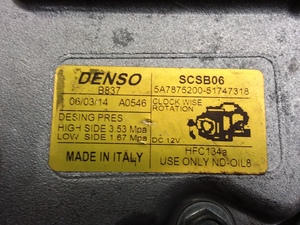 DENSO
B837
SCSB06
5A7875200-51747318
06/03/14 A0546
CLOCK WISE
ROTATION
DESING PRES
HIGH SIDE 3.53 Mpa
LOW SIDE 1.67 Mpa
DC 12V
MADE IN ITALY
HFC134a
USE ONLY ND-OIL8